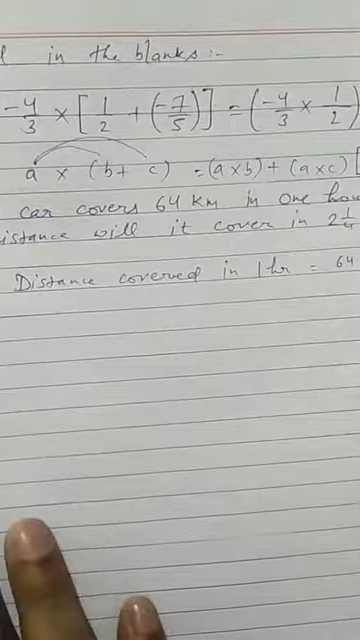 in the blanks :-
-4/3 × [1/2 + (-7/5)] = (-4/3 × 1/2)
a × (b + c) = (a × b) + (a × c) [
car covers 64 KM in one hou
istance will it cover in 2 1/4
Distance covered in 1 hr = 64